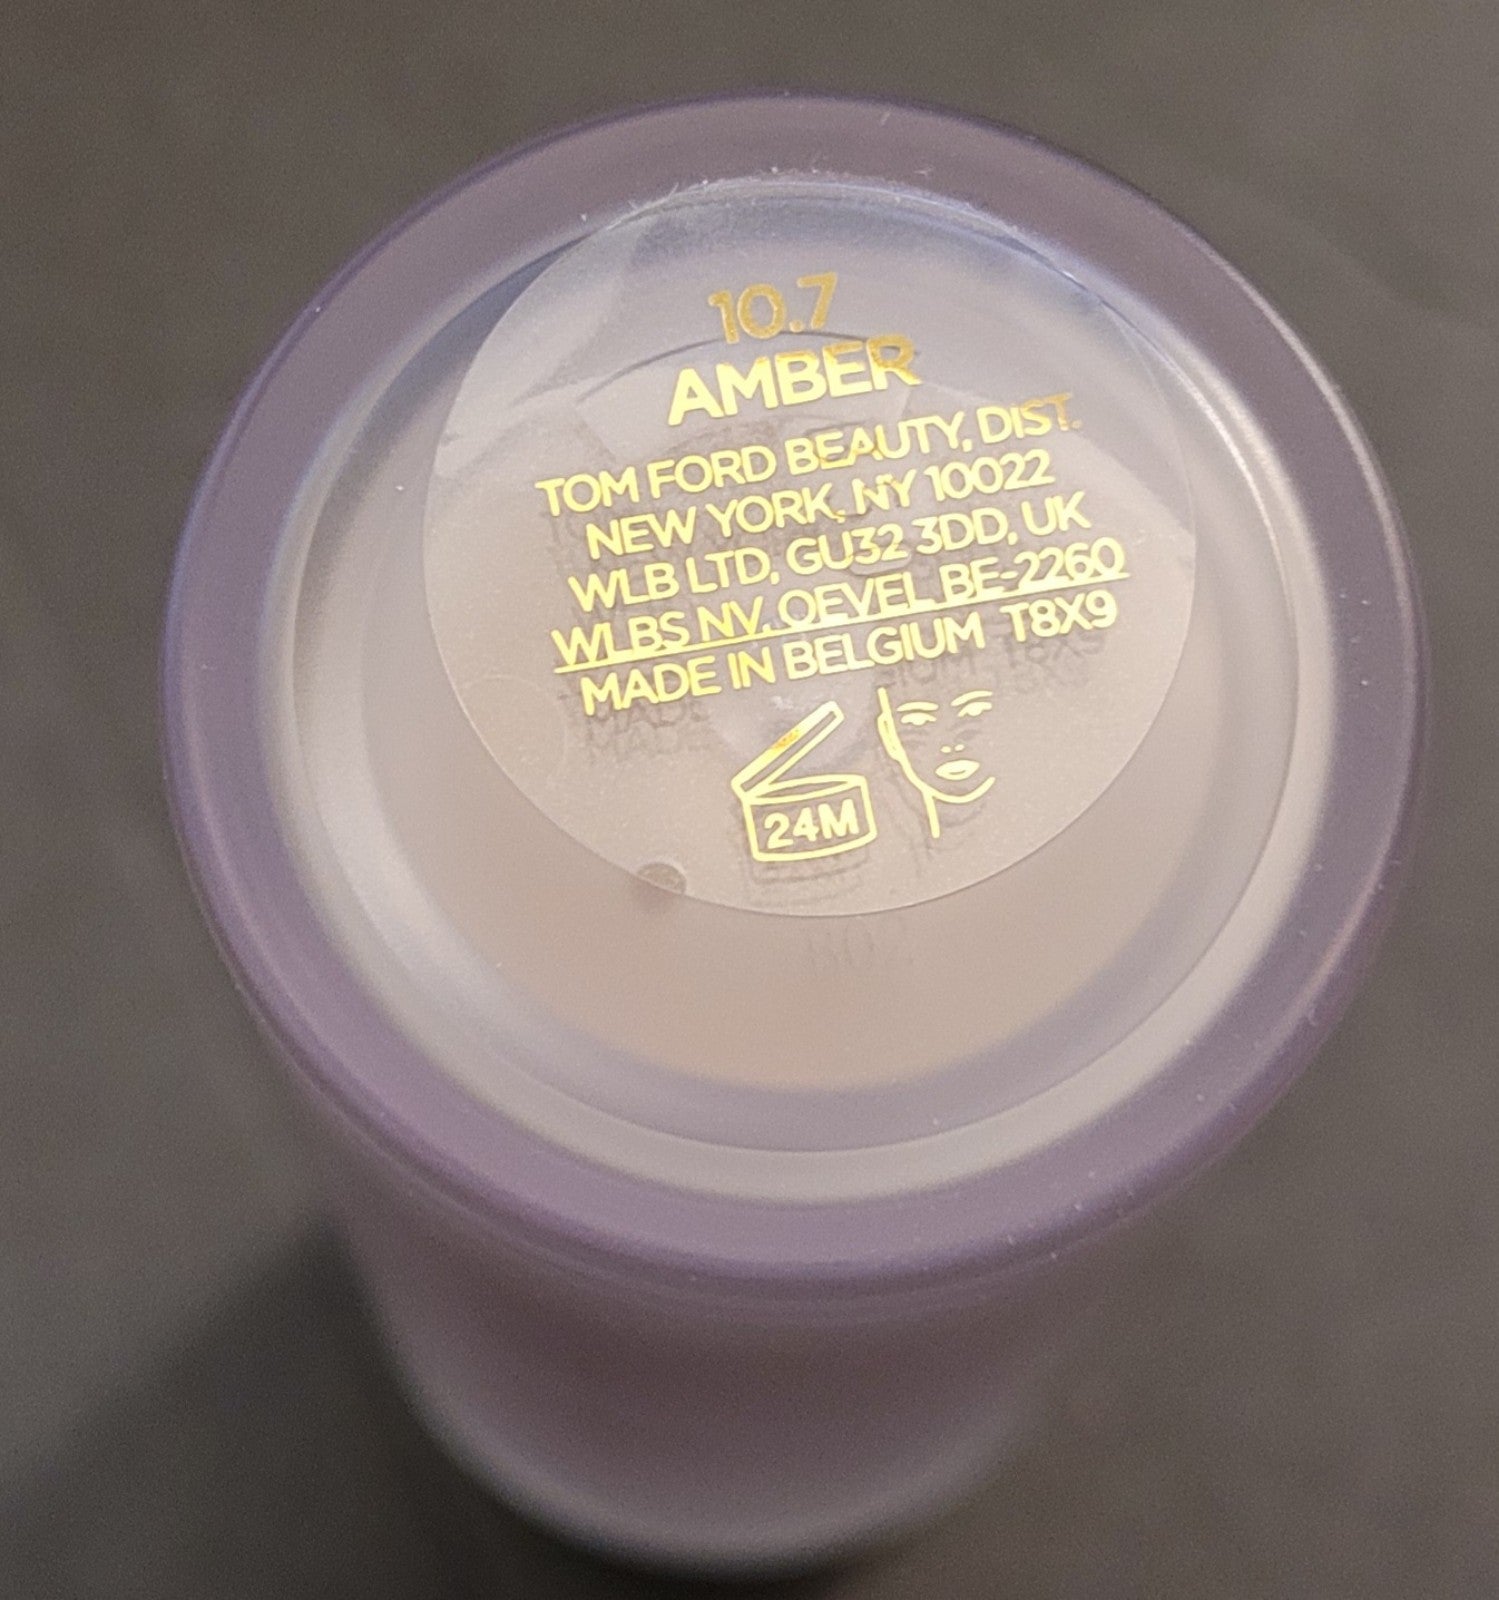 10.7
AMBER
TOM FORD BEAUTY, DIST.
NEW YORK, NY 10022
WLB LTD, GU32 3DD, UK
WLBS NV, OEVEL BE-2260
MADE IN BELGIUM T8X9
24M